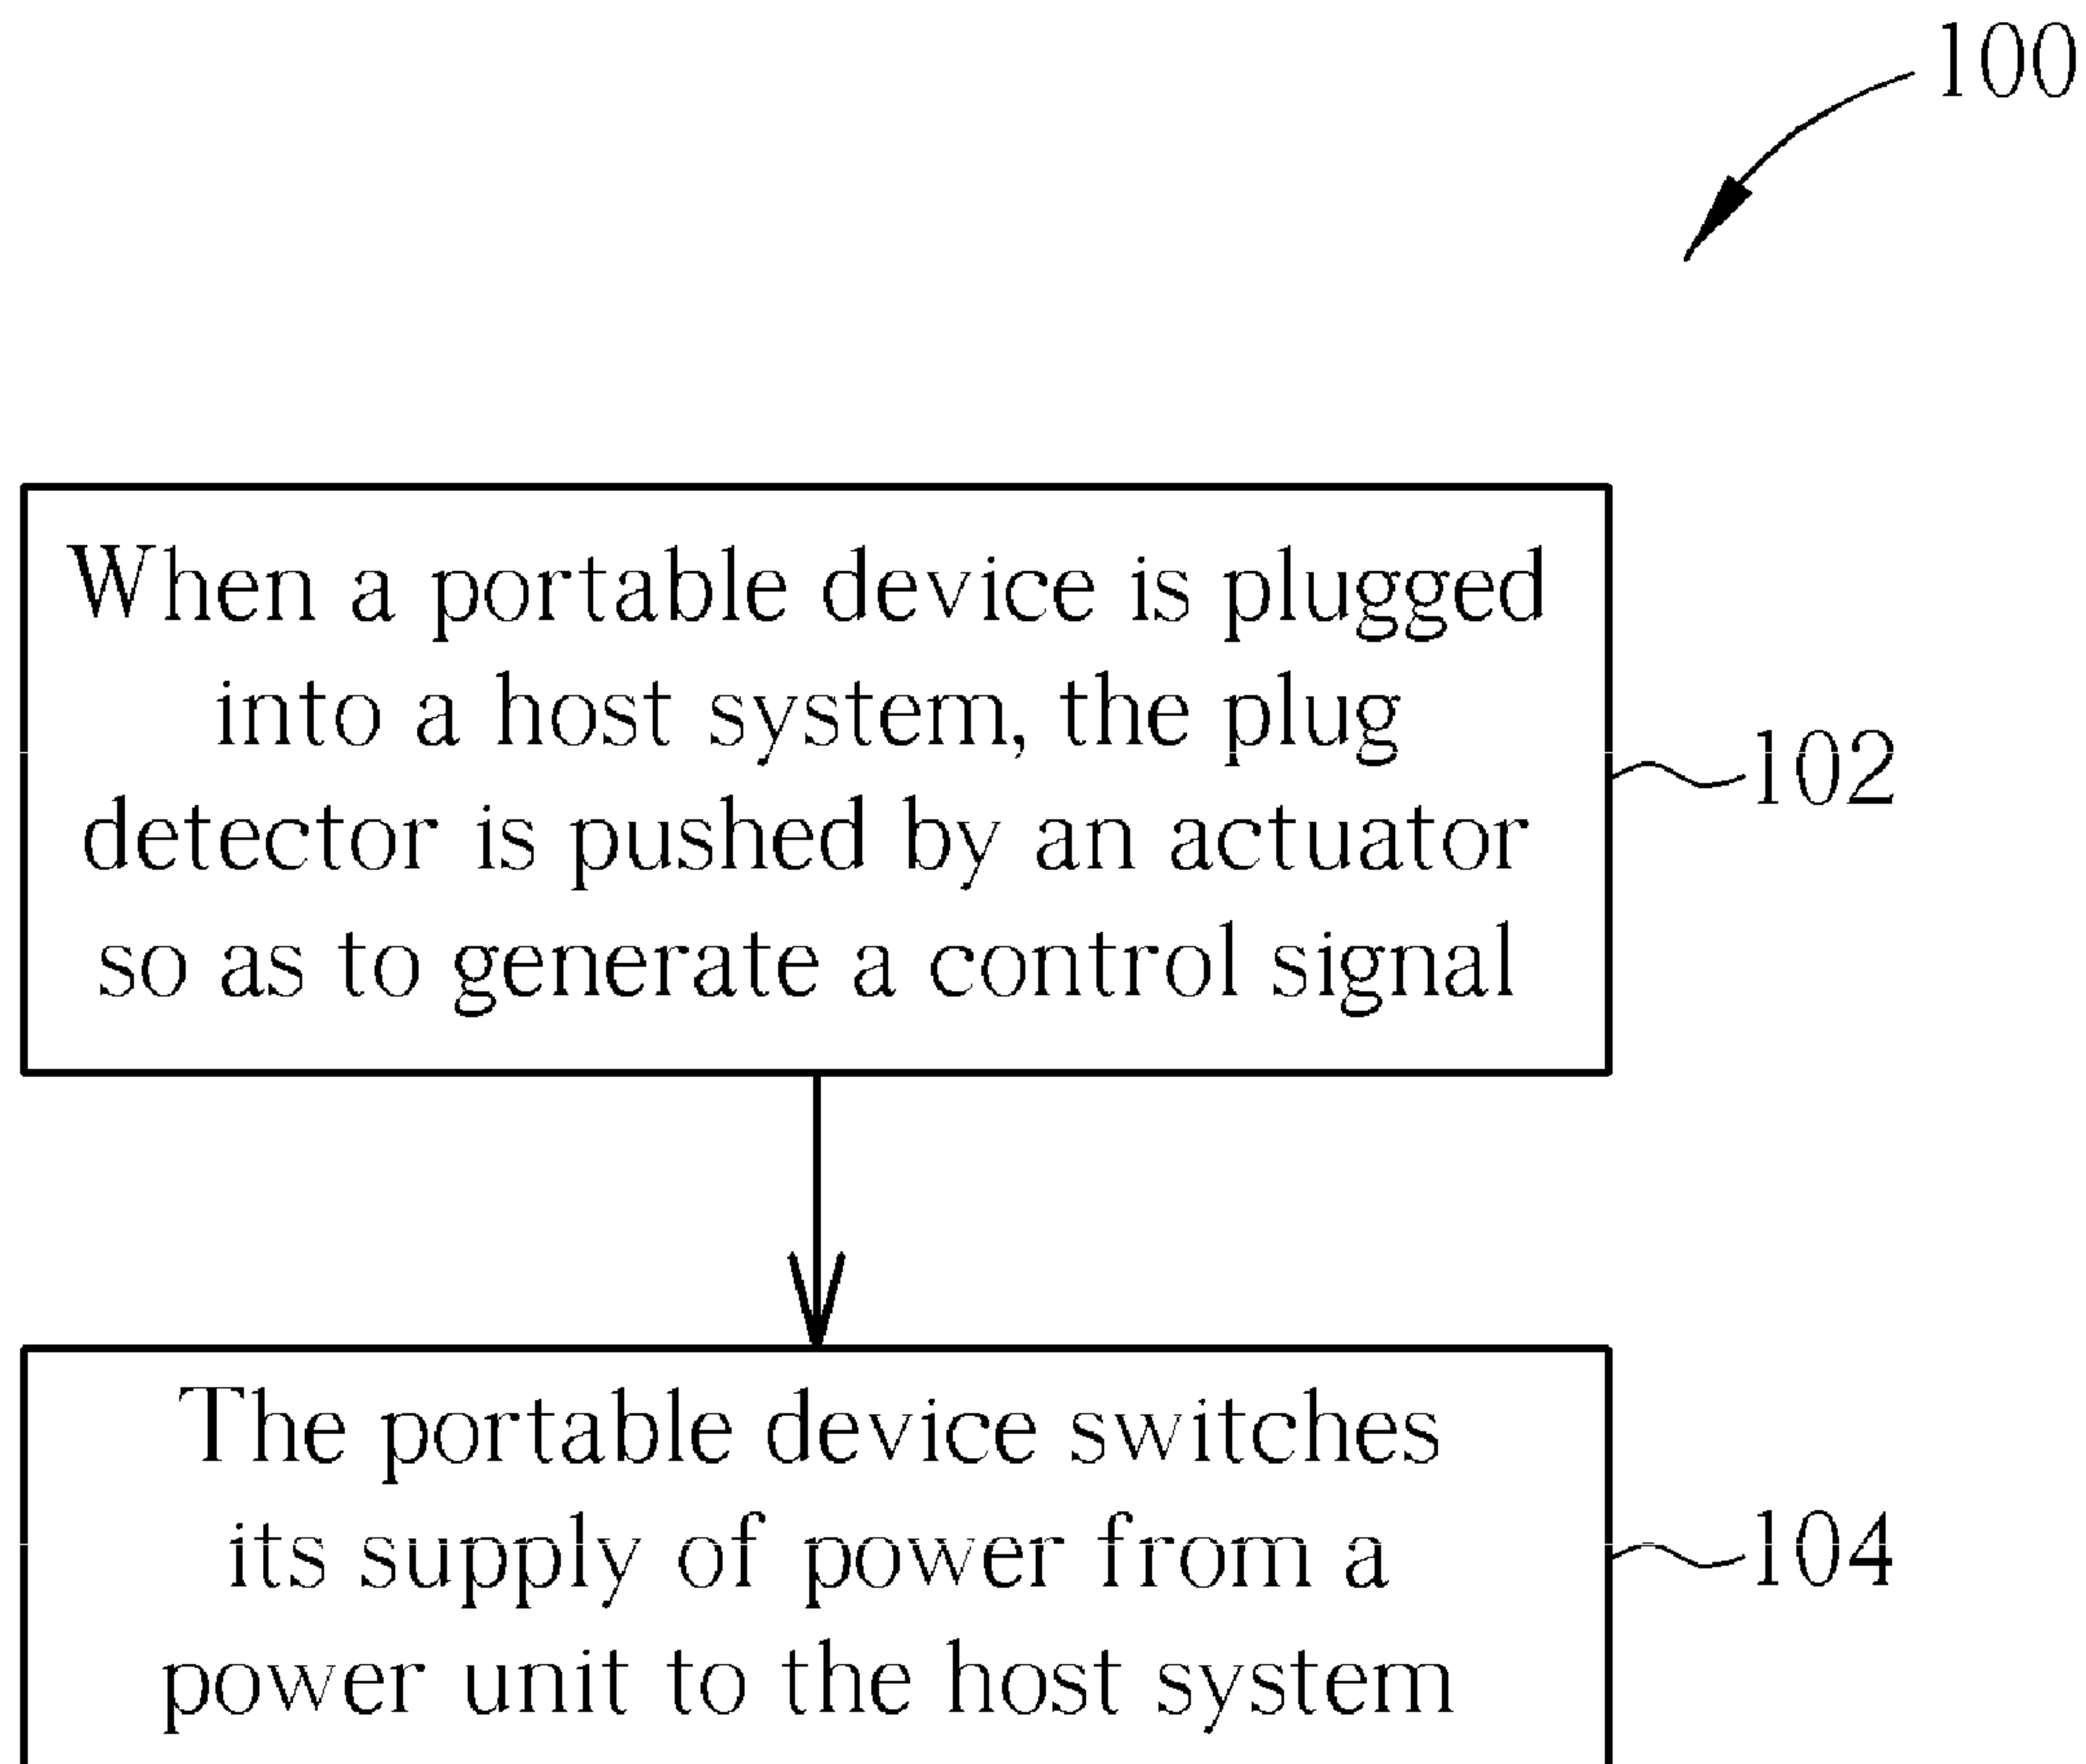 100
When a portable device is plugged
into a host system, the plug
detector is pushed by an actuator
so as to generate a control signal
102
The portable device switches
its supply of power from a
power unit to the host system
104